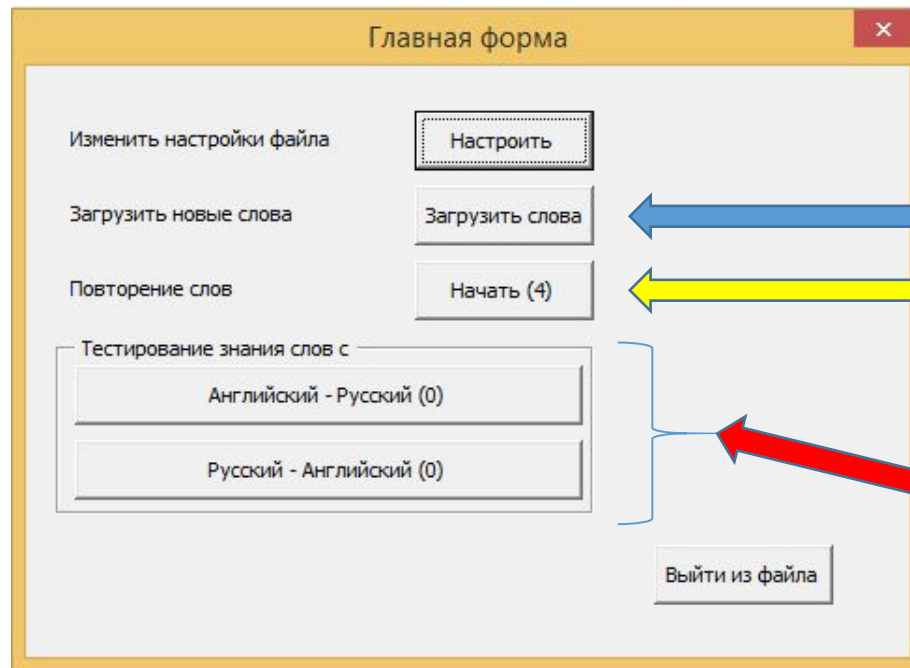 Главная форма
Изменить настройки файла Настроить
Загрузить новые слова Загрузить слова
Повторение слов Начать (4)
Тестирование знания слов с
Английский - Русский (0)
Русский - Английский (0)
Выйти из файла